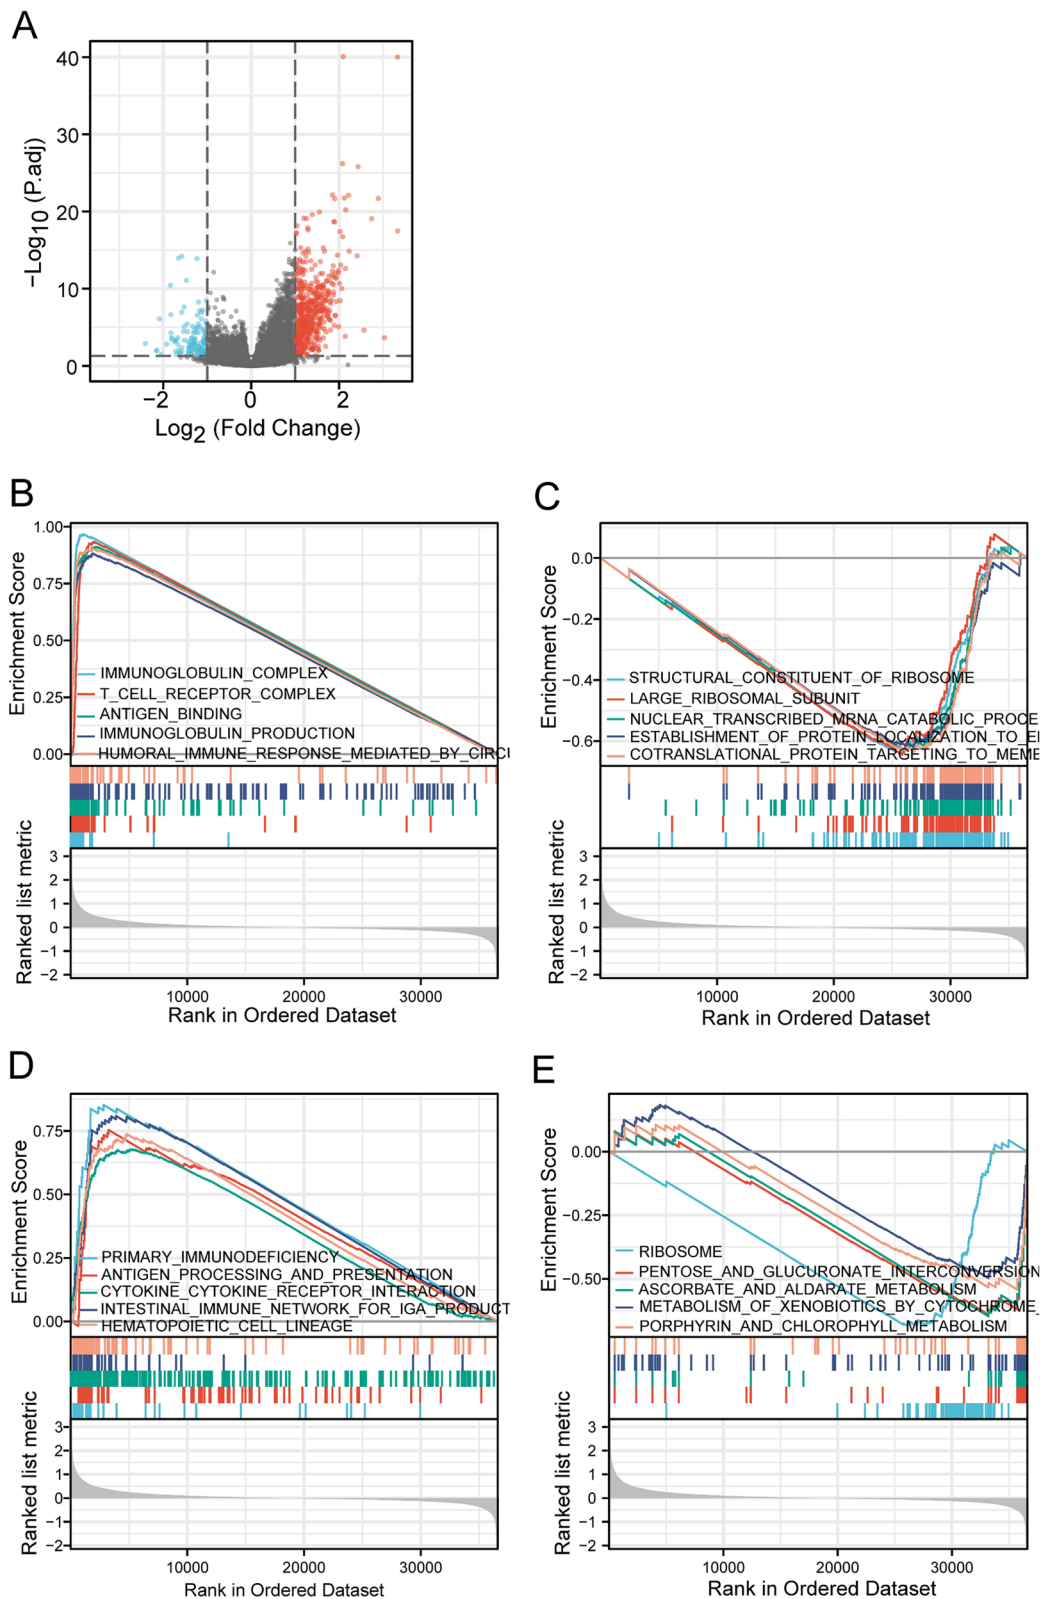 A
40
30
20
10
0
−Log10 (P.adj)
−2
0
2
Log2 (Fold Change)
B
1.00
0.75
0.50
0.25
0.00
Enrichment Score
IMMUNOGLOBULIN_COMPLEX
T_CELL_RECEPTOR_COMPLEX
ANTIGEN_BINDING
IMMUNOGLOBULIN_PRODUCTION
HUMORAL_IMMUNE_RESPONSE_MEDIATED_BY_CIRC
3
2
1
0
−1
−2
Ranked list metric
10000
20000
30000
Rank in Ordered Dataset
C
0.0
−0.2
−0.4
−0.6
Enrichment Score
STRUCTURAL_CONSTITUENT_OF_RIBOSOME
LARGE_RIBOSOMAL_SUBUNIT
NUCLEAR_TRANSCRIBED_MRNA_CATABOLIC_PROCE
ESTABLISHMENT_OF_PROTEIN_LOCALIZATION_TO_E
COTRANSLATIONAL_PROTEIN_TARGETING_TO_MEME
3
2
1
0
−1
−2
Ranked list metric
10000
20000
30000
Rank in Ordered Dataset
D
0.75
0.50
0.25
0.00
Enrichment Score
PRIMARY_IMMUNODEFICIENCY
ANTIGEN_PROCESSING_AND_PRESENTATION
CYTOKINE_CYTOKINE_RECEPTOR_INTERACTION
INTESTINAL_IMMUNE_NETWORK_FOR_IGA_PRODUCT
HEMATOPOIETIC_CELL_LINEAGE
3
2
1
0
−1
−2
Ranked list metric
10000
20000
30000
Rank in Ordered Dataset
E
0.00
−0.25
−0.50
Enrichment Score
RIBOSOME
PENTOSE_AND_GLUCURONATE_INTERCONVERSION
ASCORBATE_AND_ALDARATE_METABOLISM
METABOLISM_OF_XENOBIOTICS_BY_CYTOCHROME_
PORPHYRIN_AND_CHLOROPHYLL_METABOLISM
3
2
1
0
−1
−2
Ranked list metric
10000
20000
30000
Rank in Ordered Dataset